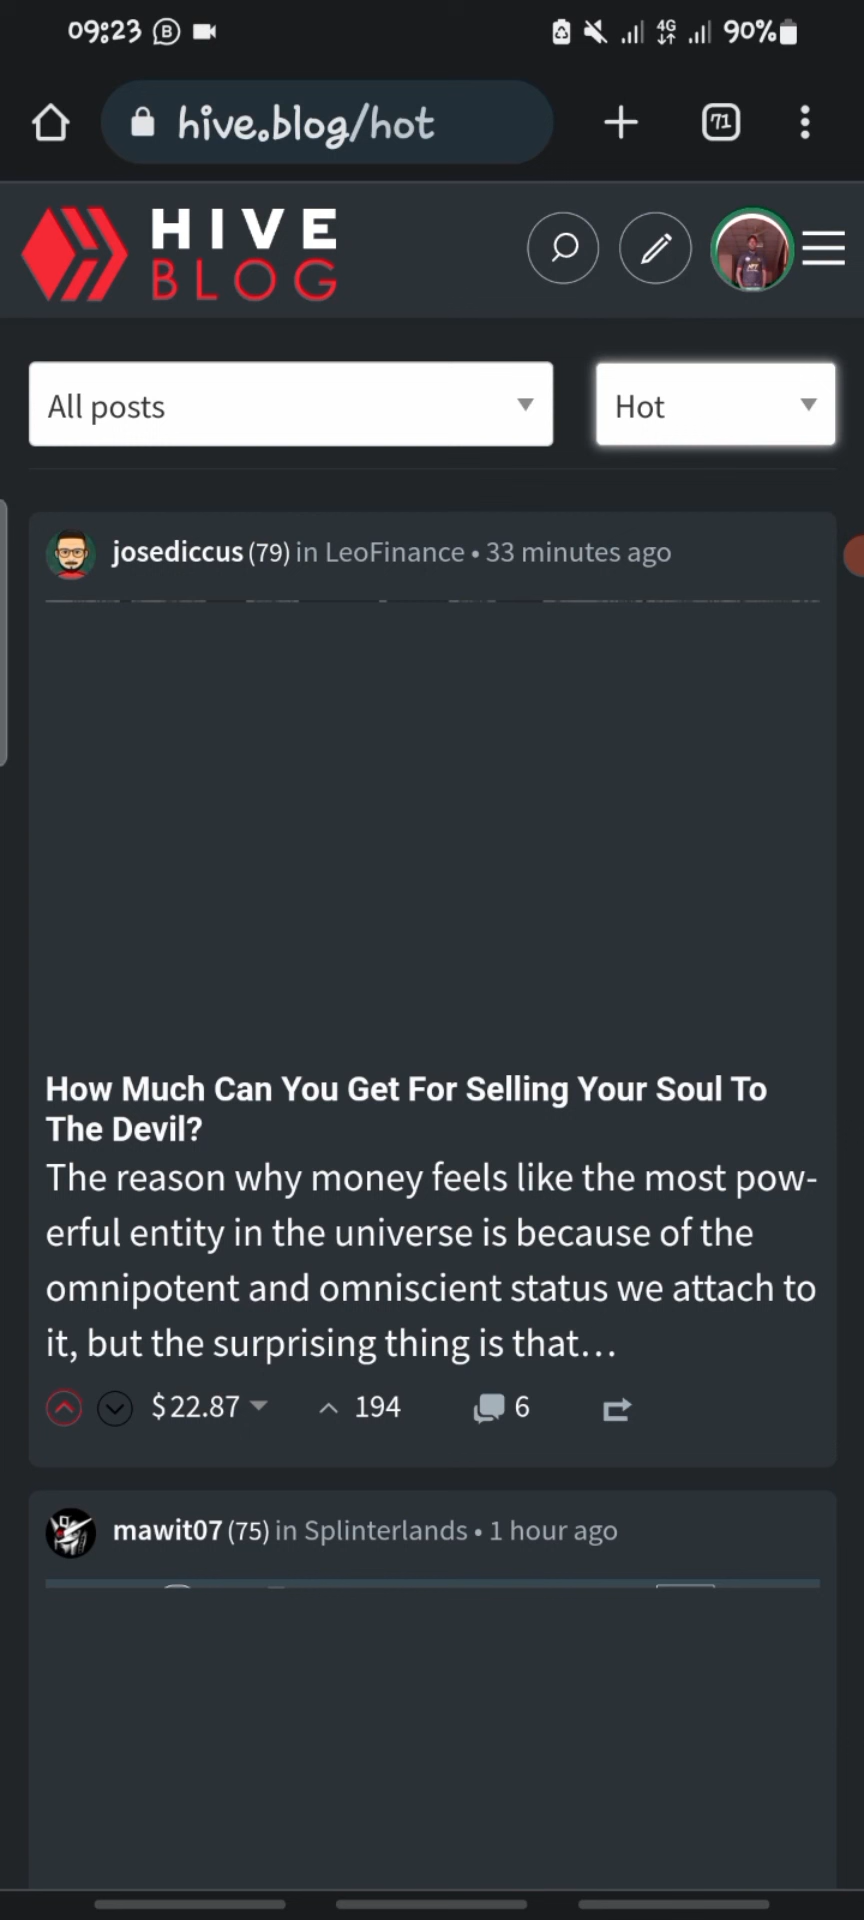 09:23 B 4G 90%
hive.blog/hot 71
HIVE
BLOG
All posts Hot
josediccus (79) in LeoFinance • 33 minutes ago
How Much Can You Get For Selling Your Soul To
The Devil?
The reason why money feels like the most pow-
erful entity in the universe is because of the
omnipotent and omniscient status we attach to
it, but the surprising thing is that...
$22.87 194 6
mawit07 (75) in Splinterlands • 1 hour ago